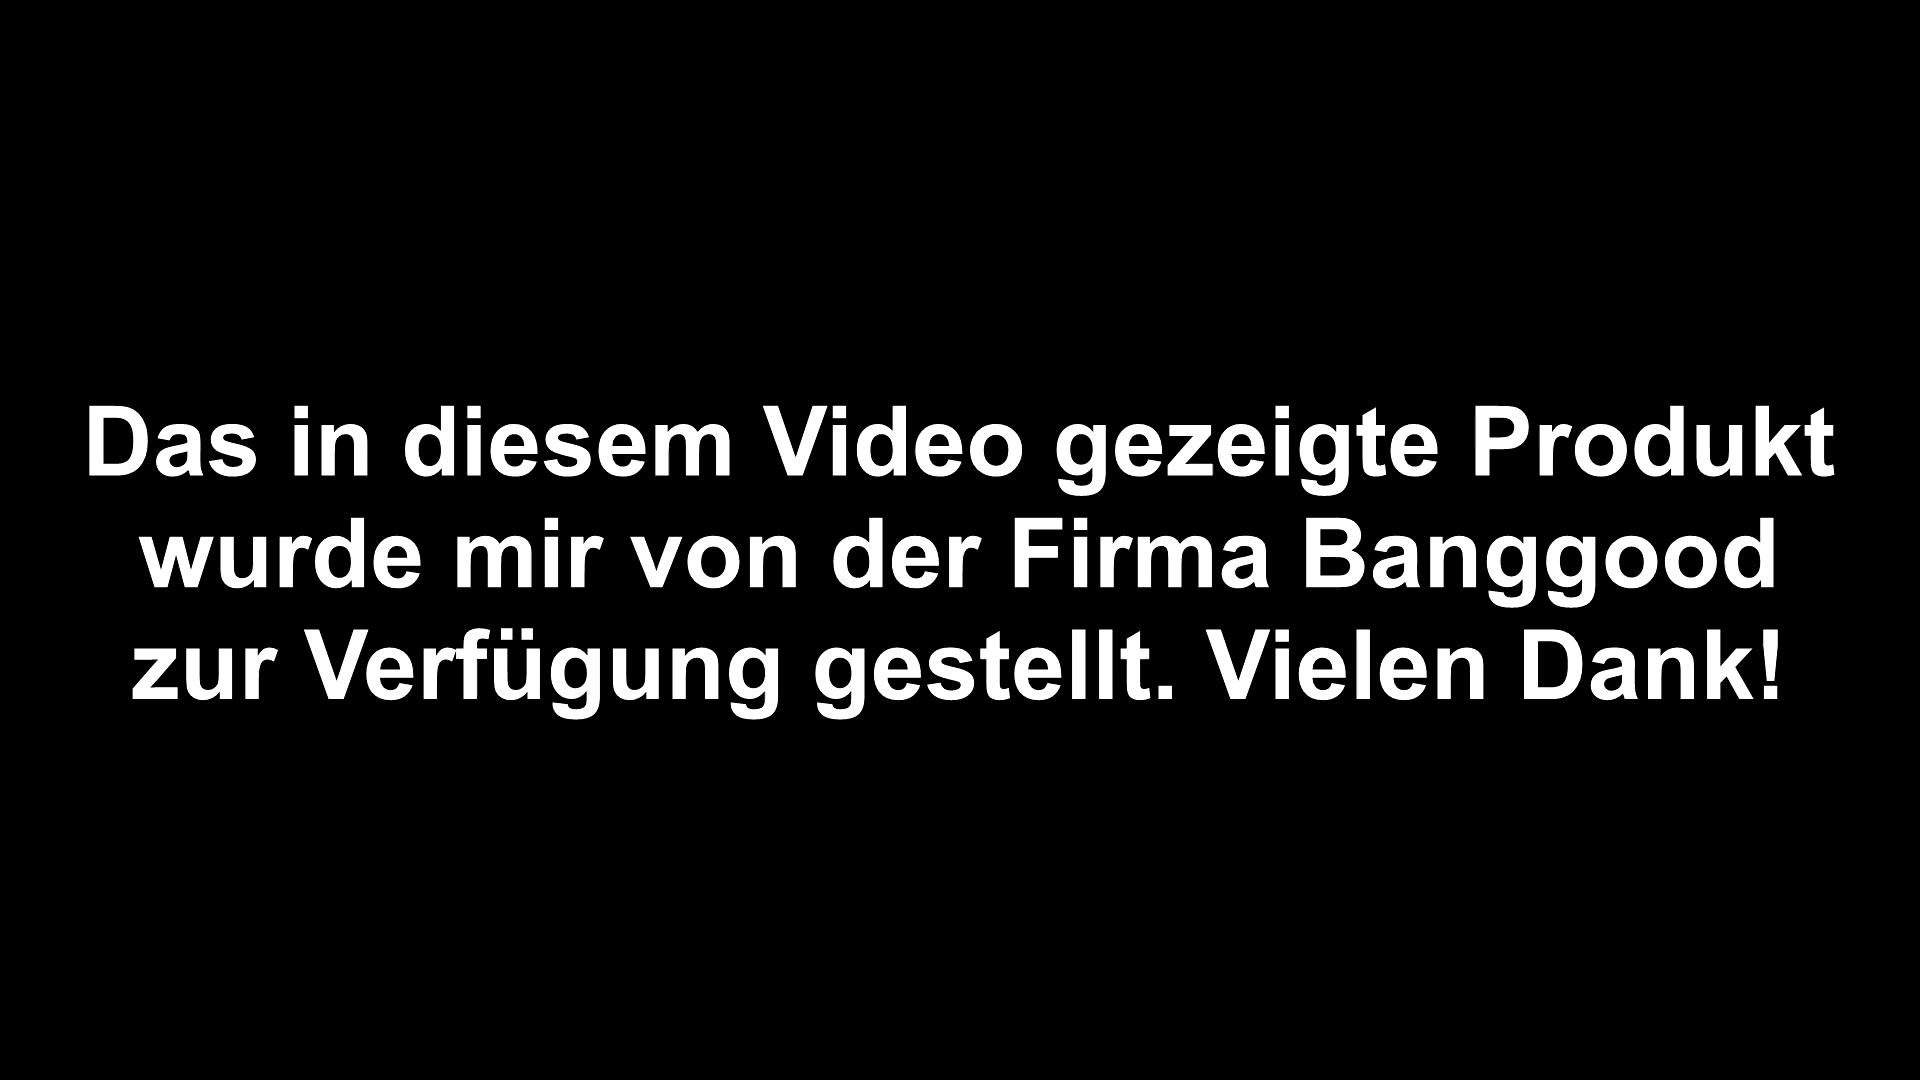 Das in diesem Video gezeigte Produkt
wurde mir von der Firma Banggood
zur Verfügung gestellt. Vielen Dank!